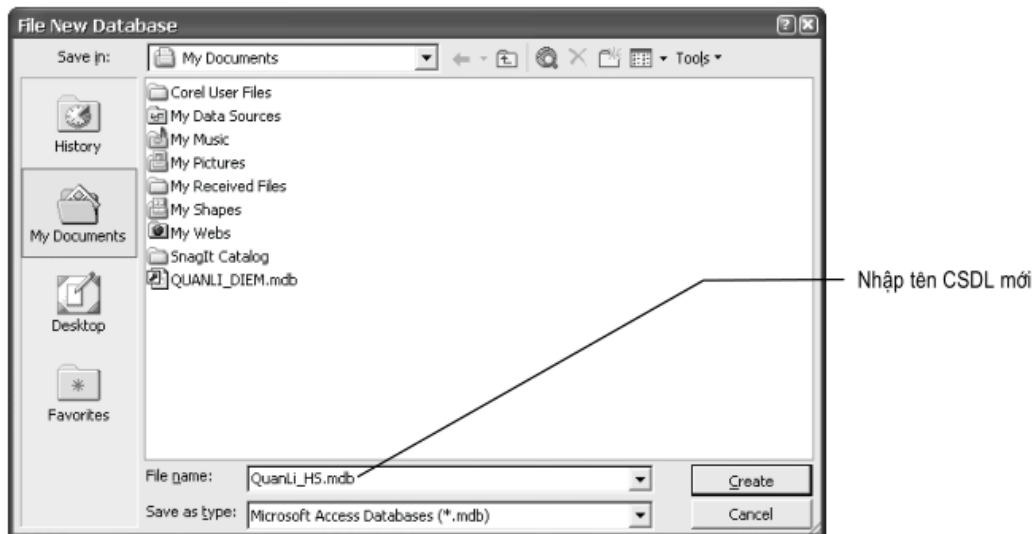 File New Database
Save in:
My Documents
Tools
History
My Documents
Desktop
Favorites
Corel User Files
My Data Sources
My Music
My Pictures
My Received Files
My Shapes
My Webs
SnagIt Catalog
QUANLI_DIEM.mdb
Nhập tên CSDL mới
File name:
QuanLi_HS.mdb
Create
Save as type:
Microsoft Access Databases (*.mdb)
Cancel